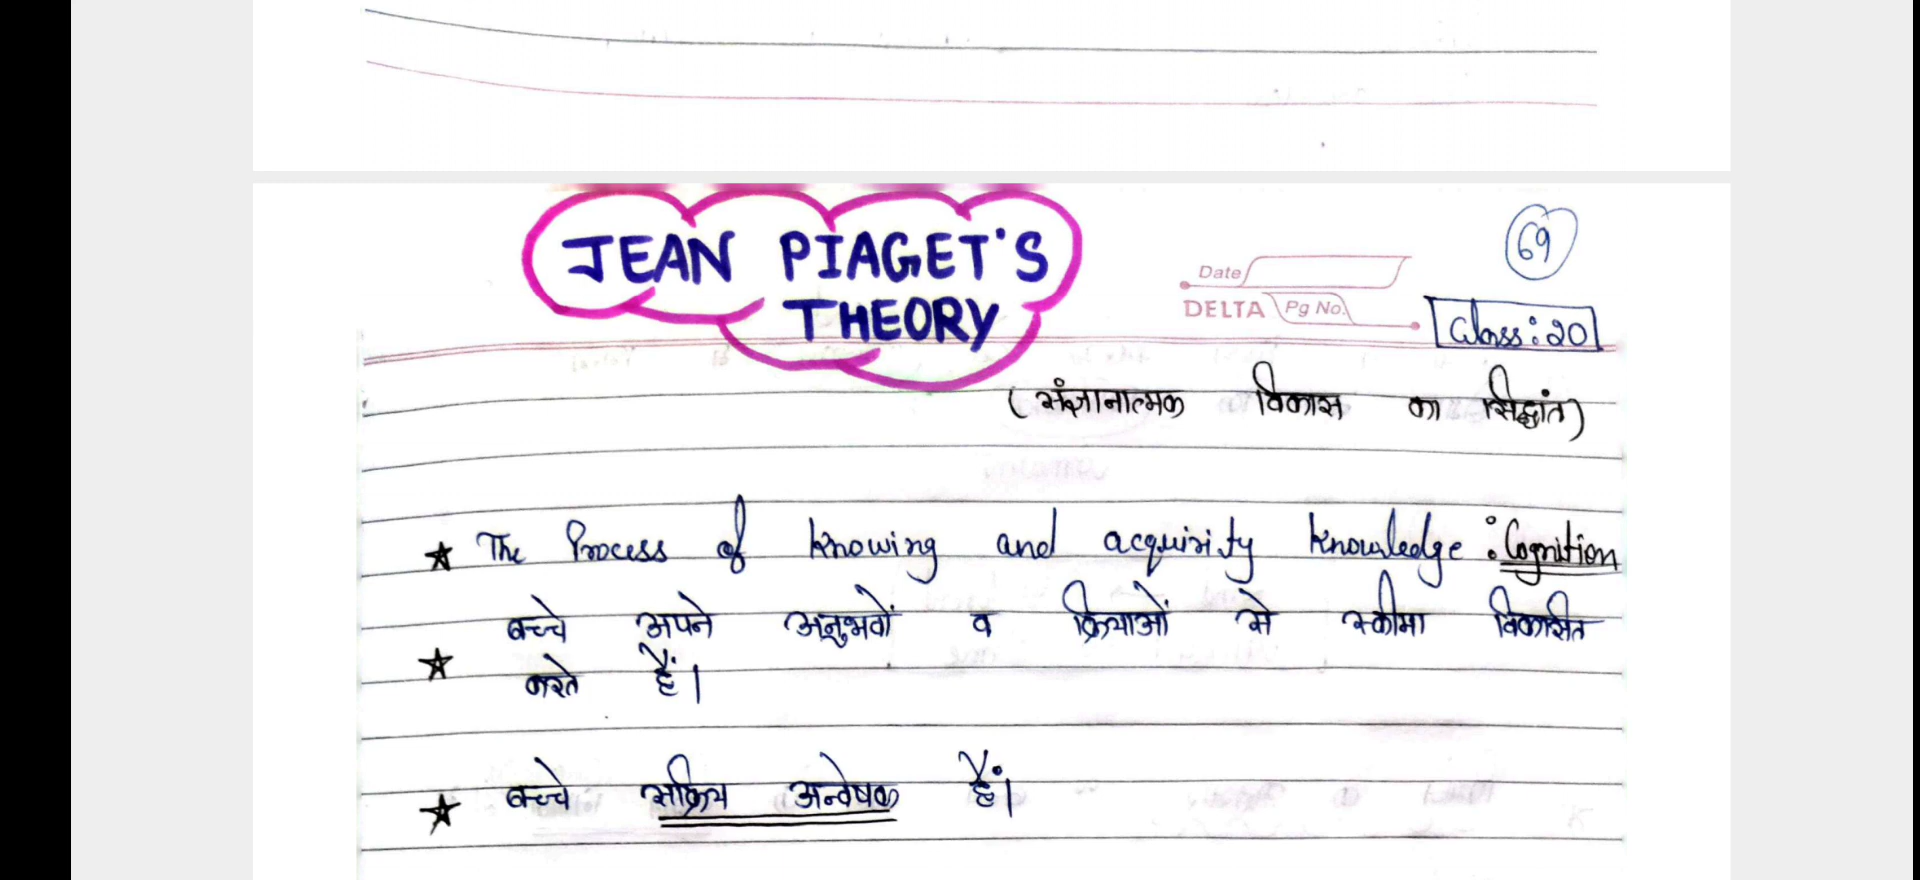 JEAN PIAGET'S
THEORY
69
Date
DELTA Pg No.
Class: 20
(संज्ञानात्मक विकास का सिद्धांत)
★ The Process of knowing and acquirity knowledge : Cognition
★ बच्चे अपने अनुभवों व क्रियाओं से स्कीमा विकसित
करते हैं।
★ बच्चे सक्रिय अन्वेषक हैं।